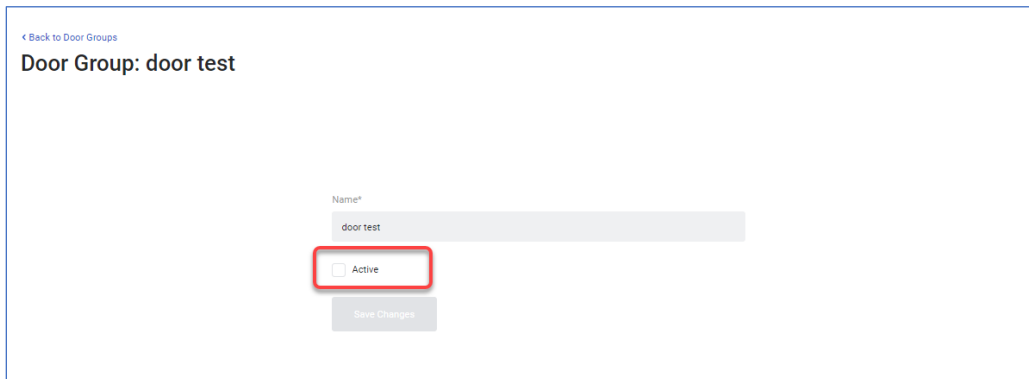 ‹ Back to Door Groups
Door Group: door test
Name*
door test
Active
Save Changes